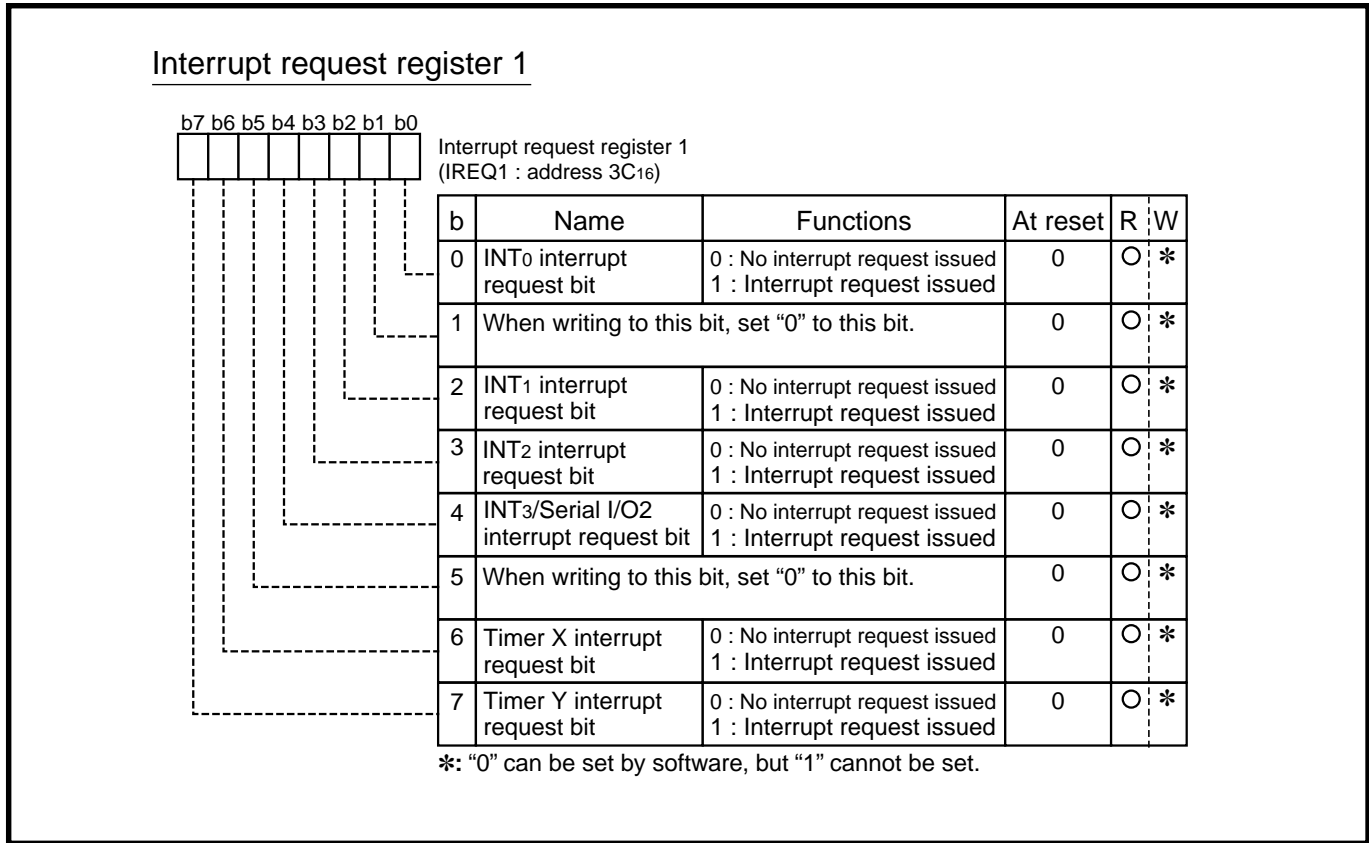 Interrupt request register 1
b7 b6 b5 b4 b3 b2 b1 b0
Interrupt request register 1
(IREQ1 : address 3C16)
b Name Functions At reset R W
0 INT0 interrupt request bit 0 : No interrupt request issued 1 : Interrupt request issued 0 O ✻
1 When writing to this bit, set “0” to this bit. 0 O ✻
2 INT1 interrupt request bit 0 : No interrupt request issued 1 : Interrupt request issued 0 O ✻
3 INT2 interrupt request bit 0 : No interrupt request issued 1 : Interrupt request issued 0 O ✻
4 INT3/Serial I/O2 interrupt request bit 0 : No interrupt request issued 1 : Interrupt request issued 0 O ✻
5 When writing to this bit, set “0” to this bit. 0 O ✻
6 Timer X interrupt request bit 0 : No interrupt request issued 1 : Interrupt request issued 0 O ✻
7 Timer Y interrupt request bit 0 : No interrupt request issued 1 : Interrupt request issued 0 O ✻
✻: “0” can be set by software, but “1” cannot be set.